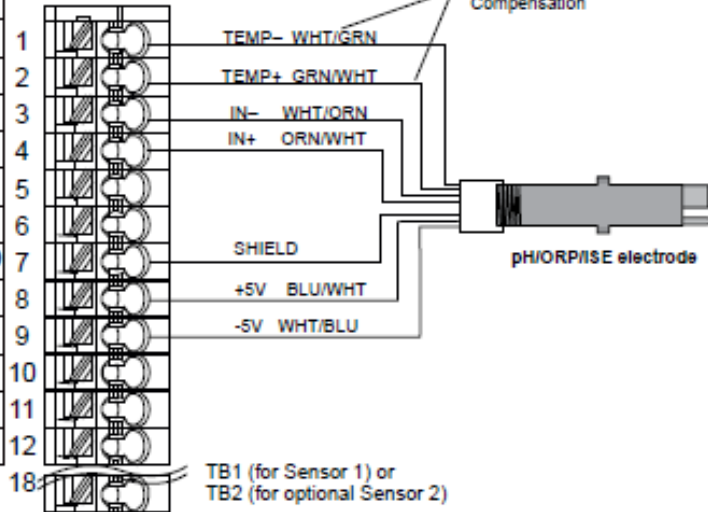 Compensation
1 TEMP– WHT/GRN
2 TEMP+ GRN/WHT
3 IN– WHT/ORN
4 IN+ ORN/WHT
5
6
7 SHIELD
8 +5V BLU/WHT
9 -5V WHT/BLU
10
11
12
18
pH/ORP/ISE electrode
TB1 (for Sensor 1) or
TB2 (for optional Sensor 2)